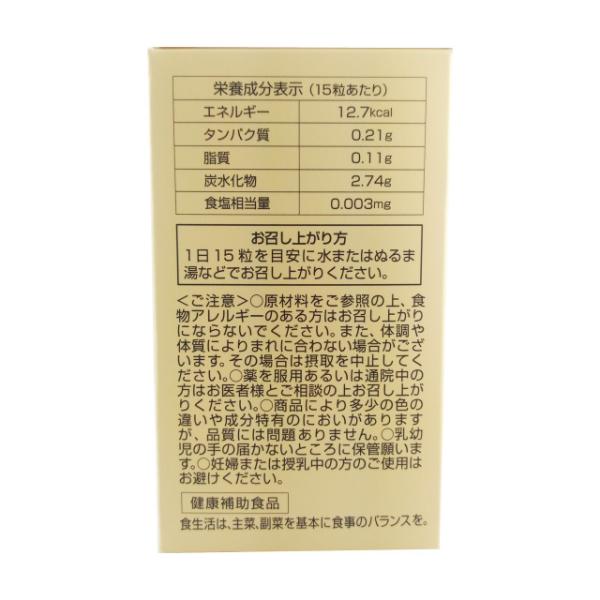 栄養成分表示（15粒あたり）
エネルギー 12.7kcal
タンパク質 0.21g
脂質 0.11g
炭水化物 2.74g
食塩相当量 0.003mg
お召し上がり方
1日15粒を目安に水またはぬるま
湯などでお召し上がりください。
＜ご注意＞○原材料をご参照の上、食
物アレルギーのある方はお召し上がり
にならないでください。また、体調や
体質によりまれに合わない場合がござ
います。その場合は摂取を中止してく
ださい。○薬を服用あるいは通院中の
方はお医者様とご相談の上お召し上が
りください。○商品により多少の色の
違いや成分特有のにおいがあります
が、品質には問題ありません。○乳幼
児の手の届かないところに保管願いま
す。○妊婦または授乳中の方のご使用は
お避けください。
健康補助食品
食生活は、主菜、副菜を基本に食事のバランスを。